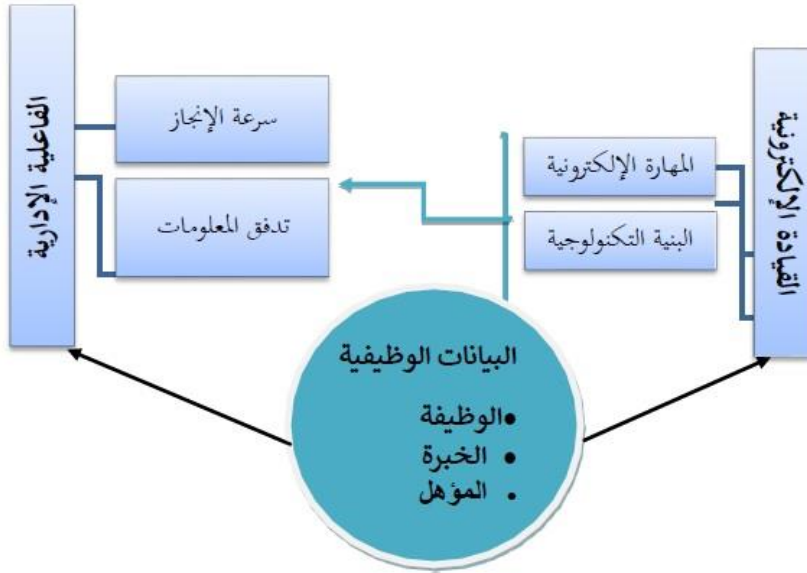 القيادة الإلكترونية
المهارة الإلكترونية
البنية التكنولوجية
الفاعلية الإدارية
سرعة الإنجاز
تدفق المعلومات
البيانات الوظيفية
•الوظيفة
• الخبرة
• المؤهل